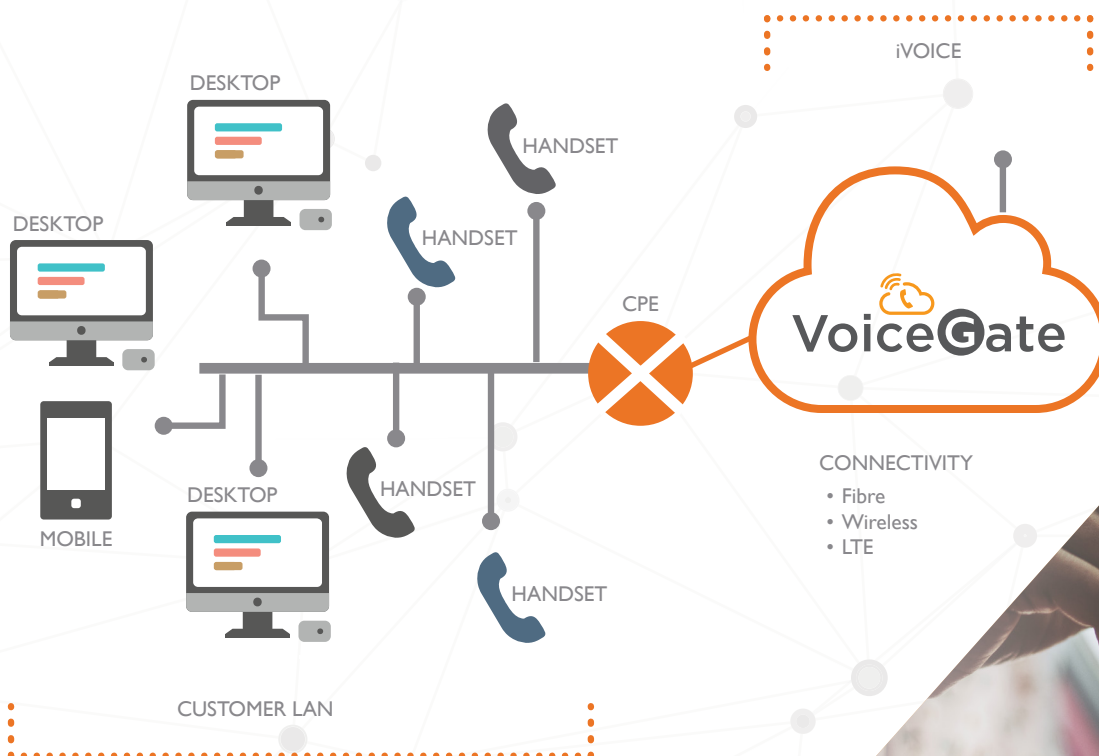 iVOICE
DESKTOP
HANDSET
DESKTOP
HANDSET
CPE
VoiceGate
HANDSET
DESKTOP
MOBILE
HANDSET
CONNECTIVITY
• Fibre
• Wireless
• LTE
CUSTOMER LAN